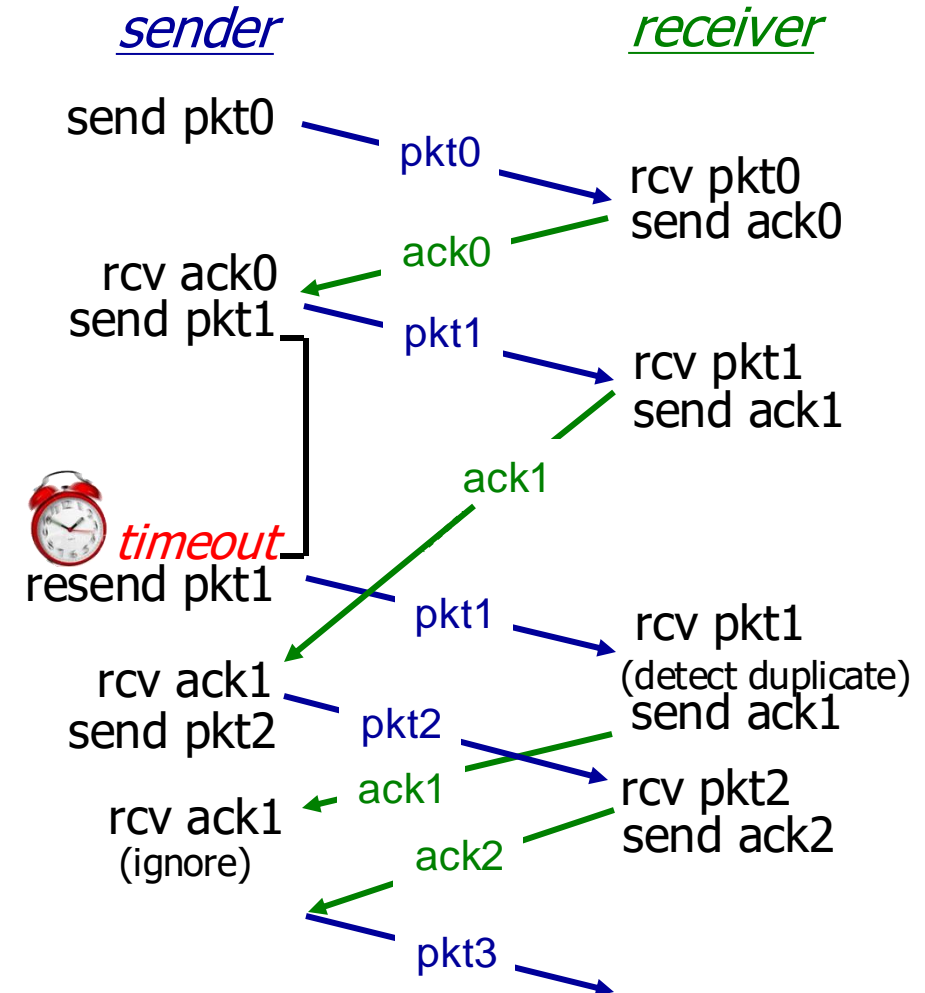 sender
receiver
send pkt0
pkt0
rcv pkt0
send ack0
ack0
rcv ack0
send pkt1
pkt1
rcv pkt1
send ack1
ack1
timeout
resend pkt1
pkt1
rcv pkt1
(detect duplicate)
send ack1
rcv ack1
send pkt2
pkt2
ack1
rcv pkt2
send ack2
rcv ack1
(ignore)
ack2
pkt3